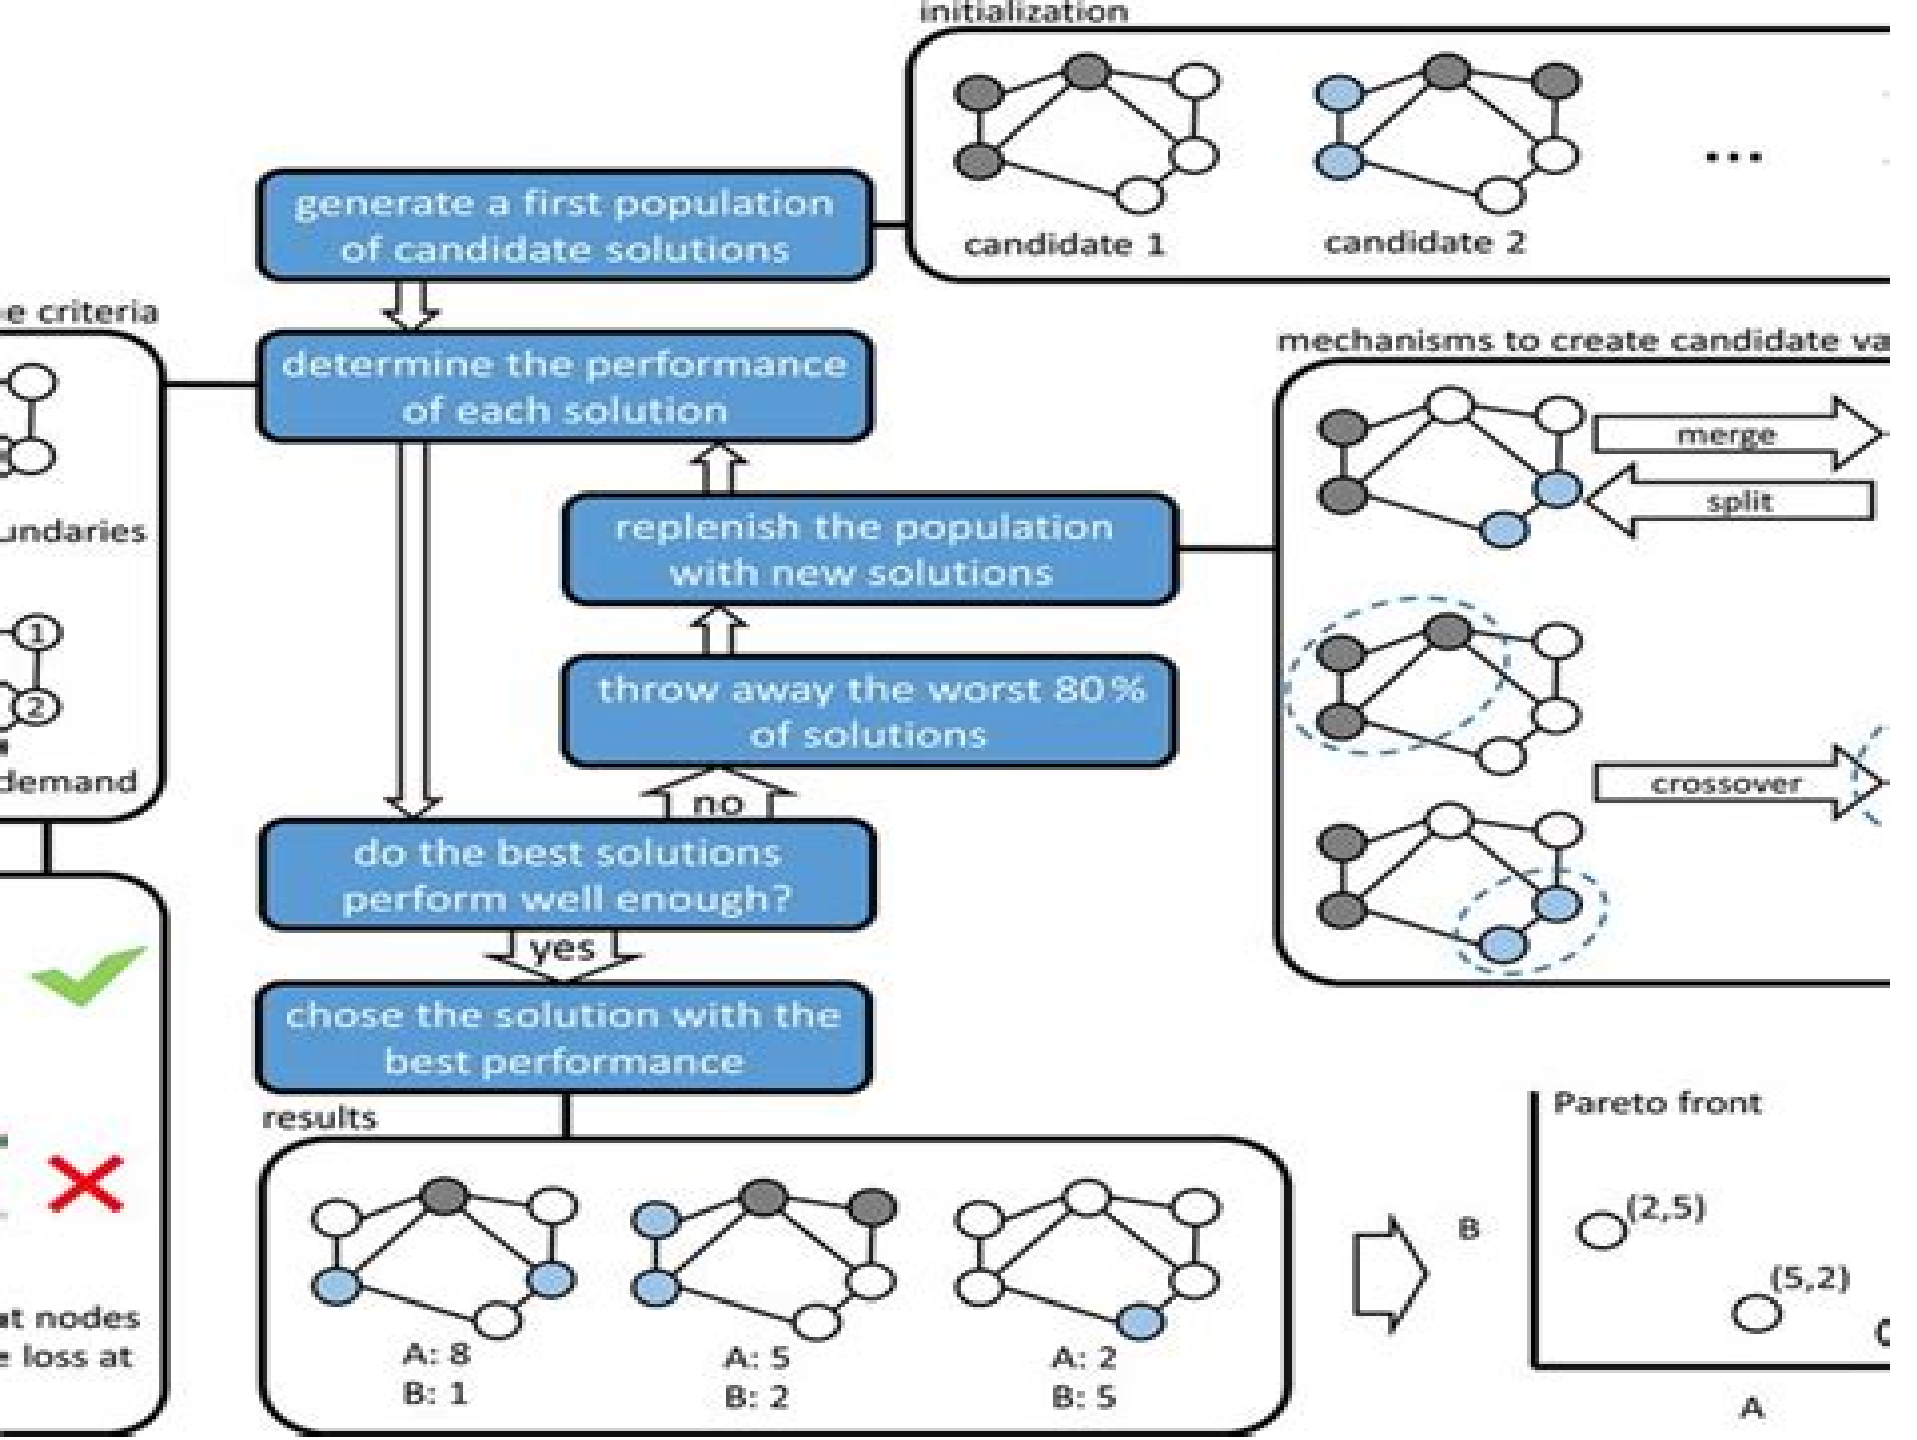 initialization
candidate 1
candidate 2
...
generate a first population
of candidate solutions
criteria
determine the performance
of each solution
mechanisms to create candidate
merge
split
replenish the population
with new solutions
1
2
demand
throw away the worst 80%
of solutions
crossover
no
do the best solutions
perform well enough?
yes
chose the solution with the
best performance
results
A: 8
B: 1
A: 5
B: 2
A: 2
B: 5
Pareto front
B
(2,5)
(5,2)
A
at nodes
loss at